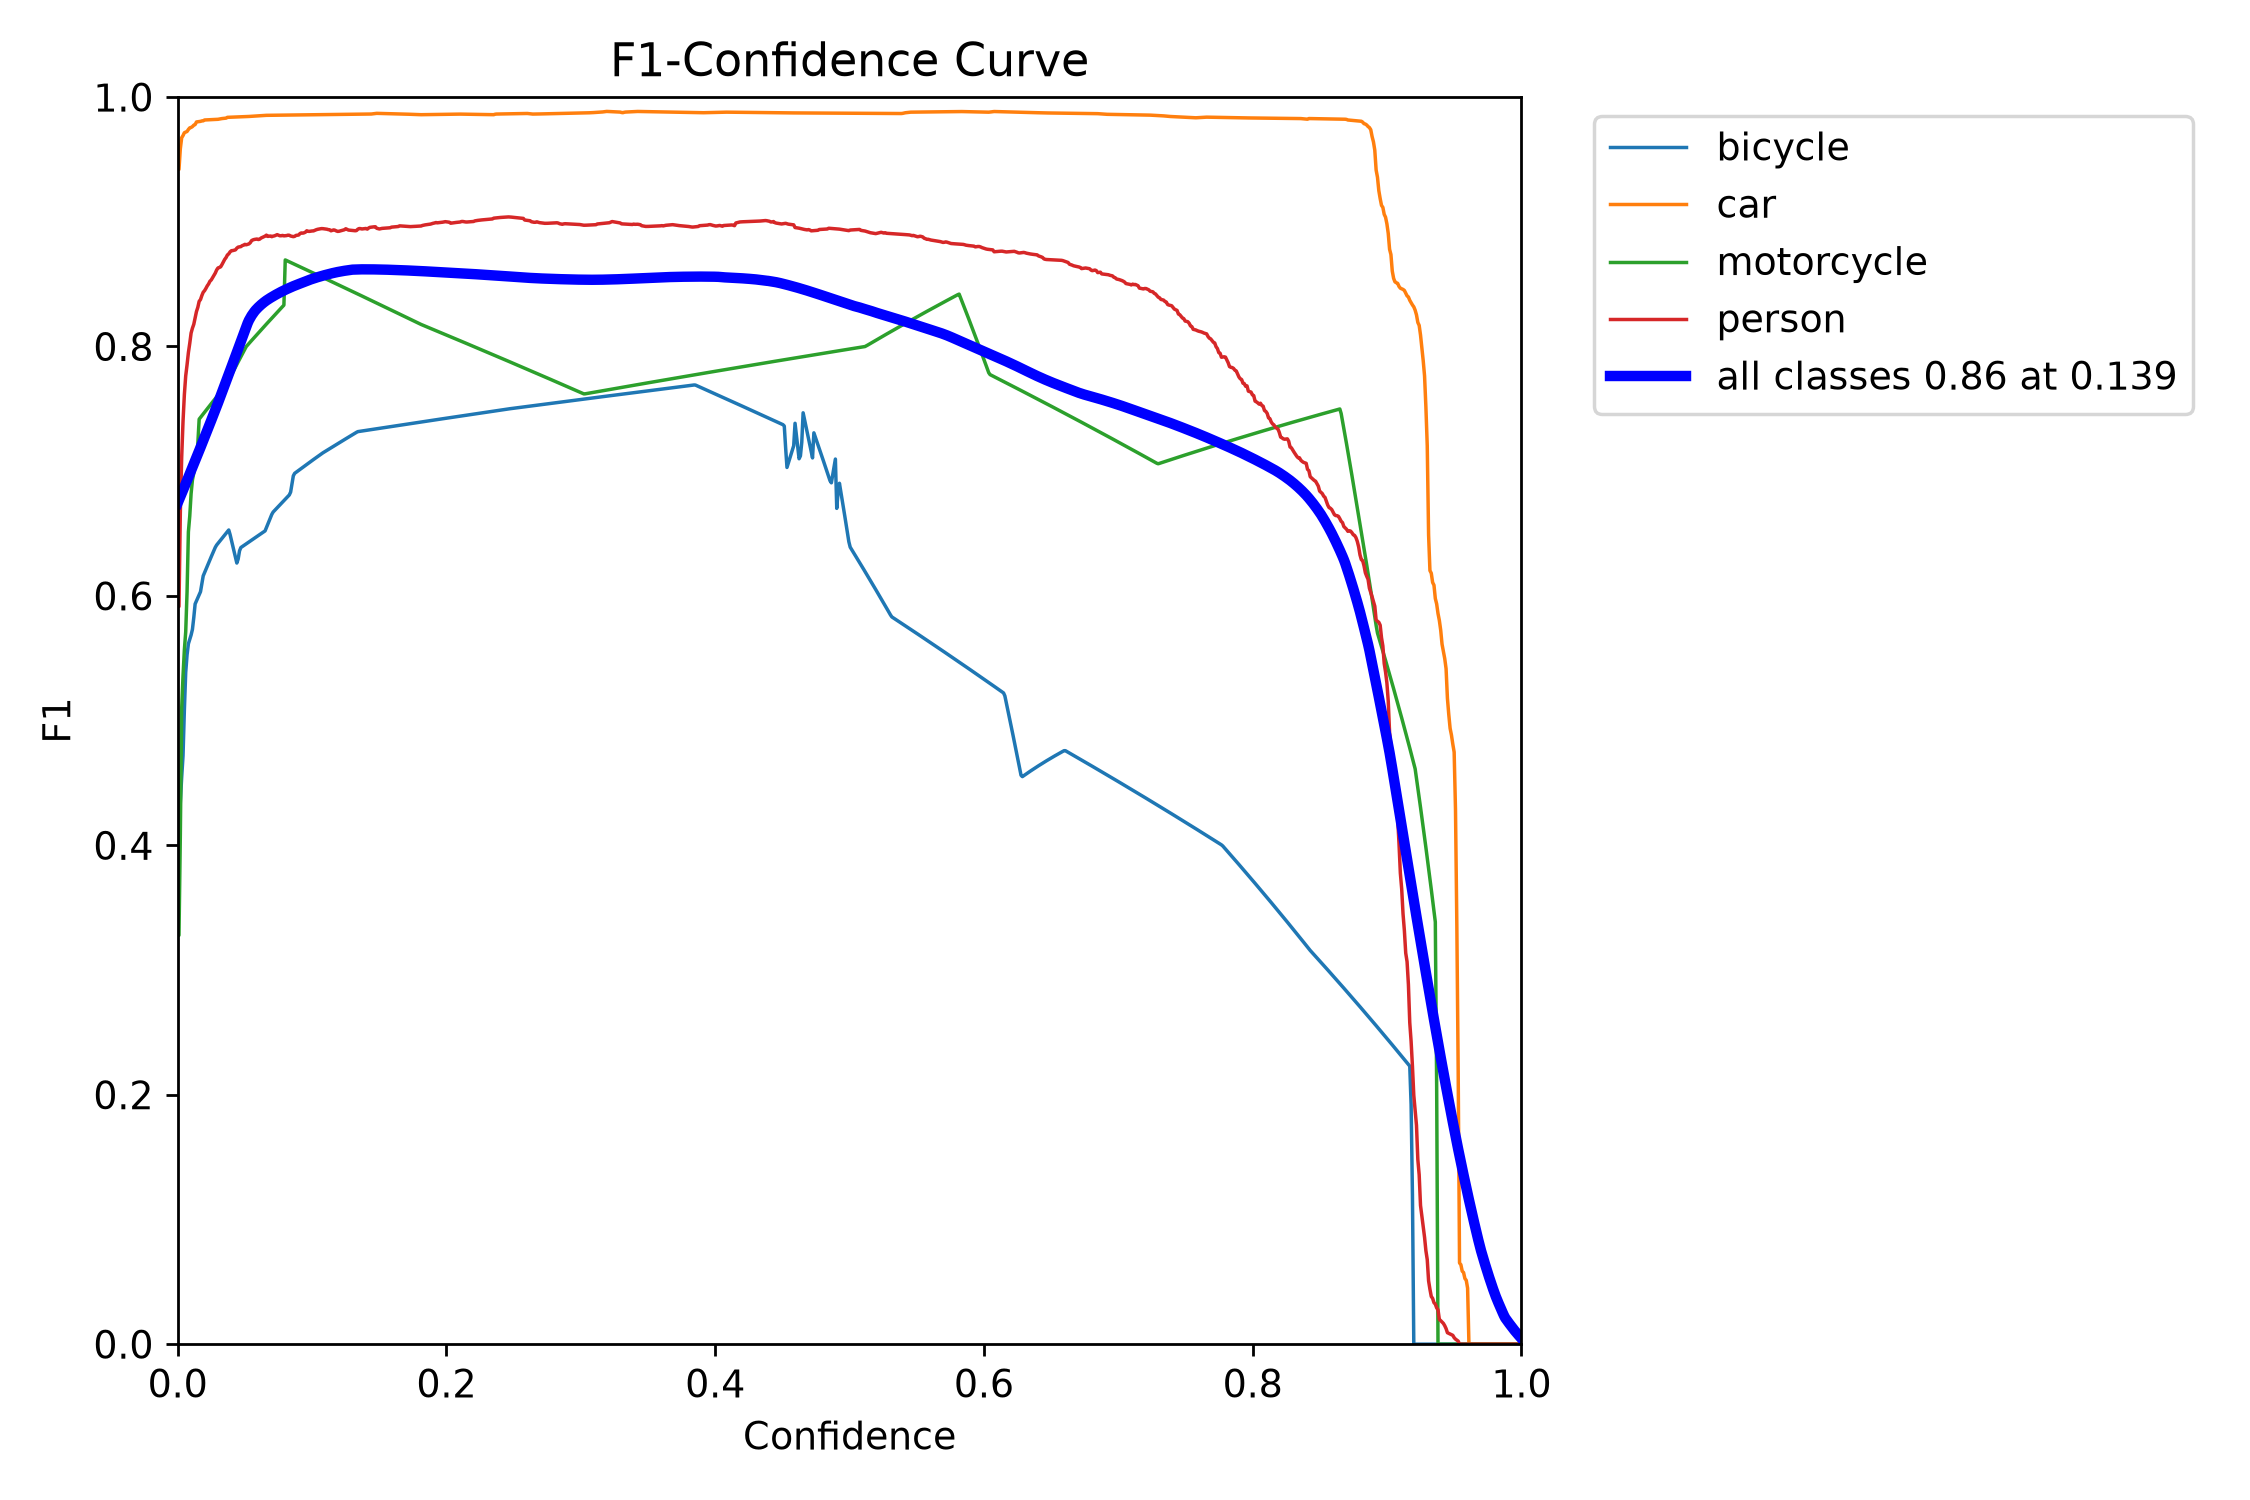 F1-Confidence Curve
1.0
0.8
0.6
0.4
0.2
0.0
F1
0.0 0.2 0.4 0.6 0.8 1.0
Confidence
bicycle
car
motorcycle
person
all classes 0.86 at 0.139